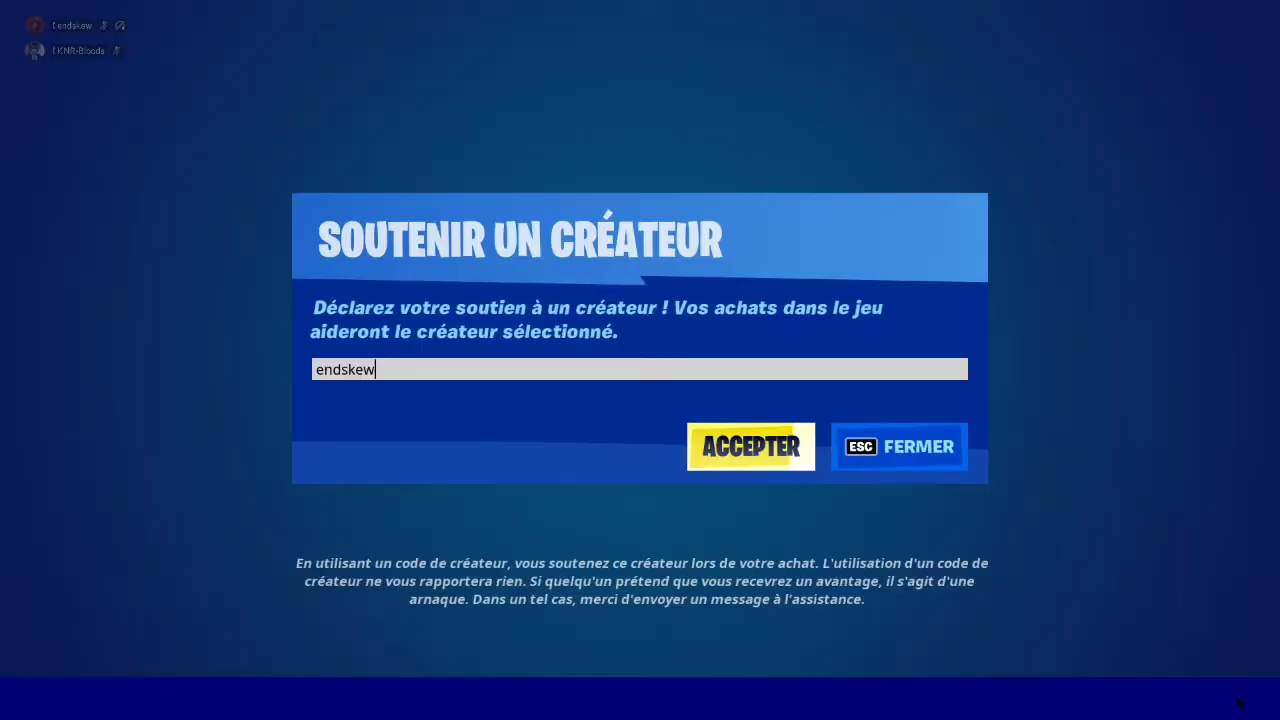 endskew
KNR-Bloods
SOUTENIR UN CRÉATEUR
Déclarez votre soutien à un créateur ! Vos achats dans le jeu
aideront le créateur sélectionné.
endskew
ACCEPTER
ESC FERMER
En utilisant un code de créateur, vous soutenez ce créateur lors de votre achat. L'utilisation d'un code de
créateur ne vous rapportera rien. Si quelqu'un prétend que vous recevrez un avantage, il s'agit d'une
arnaque. Dans un tel cas, merci d'envoyer un message à l'assistance.